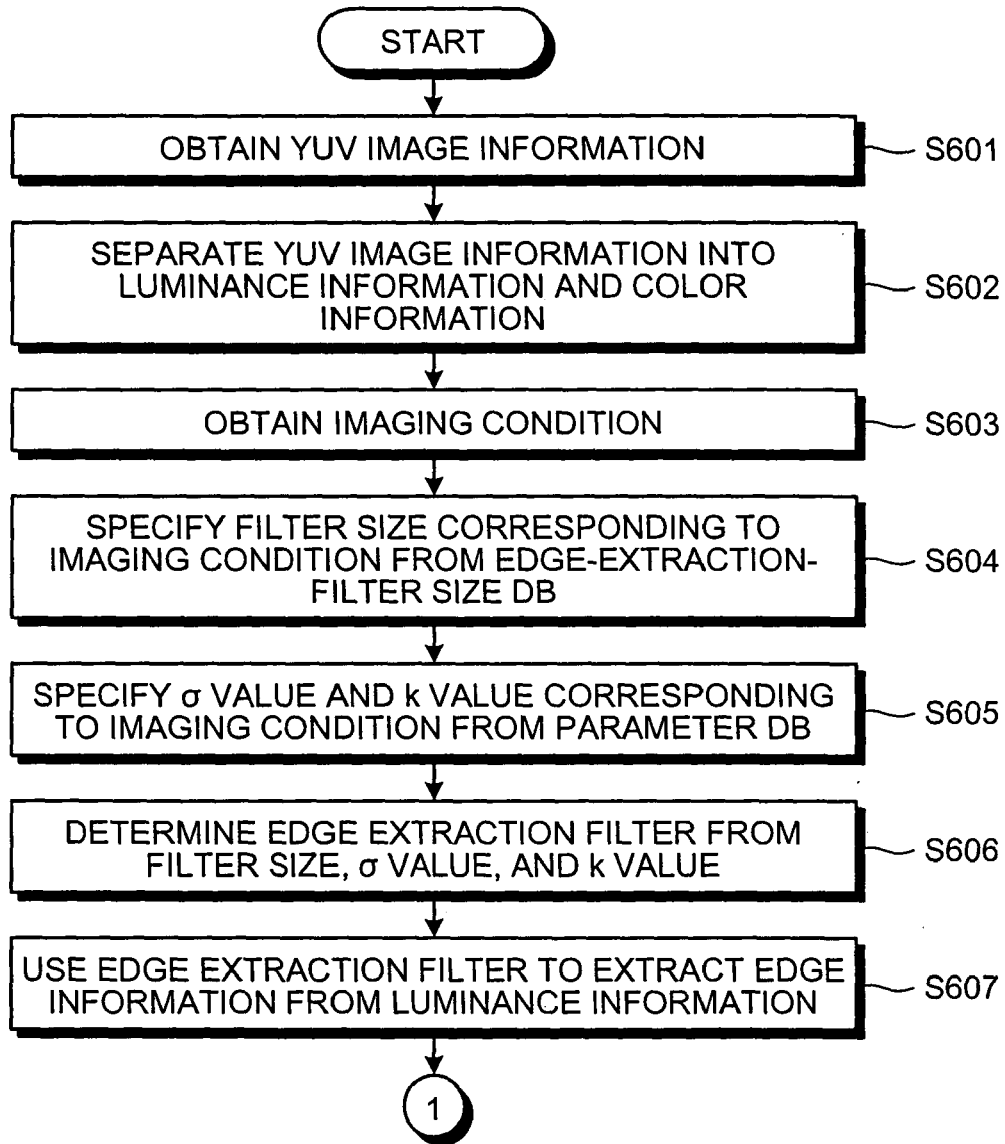 START
OBTAIN YUV IMAGE INFORMATION
S601
SEPARATE YUV IMAGE INFORMATION INTO
LUMINANCE INFORMATION AND COLOR
INFORMATION
S602
OBTAIN IMAGING CONDITION
S603
SPECIFY FILTER SIZE CORRESPONDING TO
IMAGING CONDITION FROM EDGE-EXTRACTION-
FILTER SIZE DB
S604
SPECIFY σ VALUE AND k VALUE CORRESPONDING
TO IMAGING CONDITION FROM PARAMETER DB
S605
DETERMINE EDGE EXTRACTION FILTER FROM
FILTER SIZE, σ VALUE, AND k VALUE
S606
USE EDGE EXTRACTION FILTER TO EXTRACT EDGE
INFORMATION FROM LUMINANCE INFORMATION
S607
1